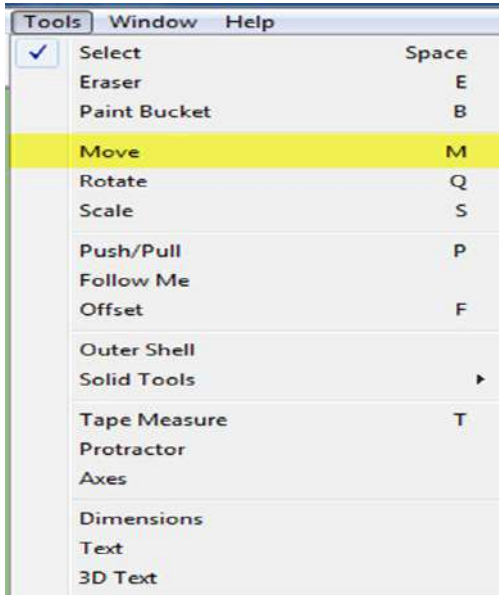 Tools Window Help
✓ Select Space
Eraser E
Paint Bucket B
Move M
Rotate Q
Scale S
Push/Pull P
Follow Me
Offset F
Outer Shell
Solid Tools
Tape Measure T
Protractor
Axes
Dimensions
Text
3D Text